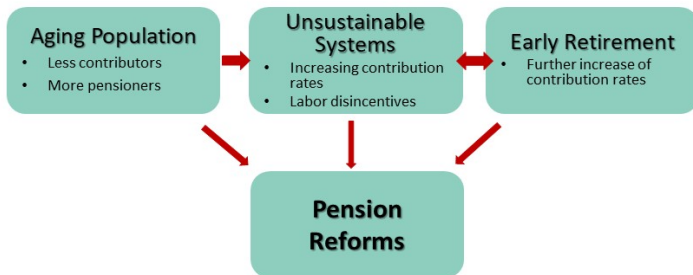 Aging Population
• Less contributors
• More pensioners
Unsustainable
Systems
• Increasing contribution
rates
• Labor disincentives
Early Retirement
• Further increase of
contribution rates
Pension
Reforms